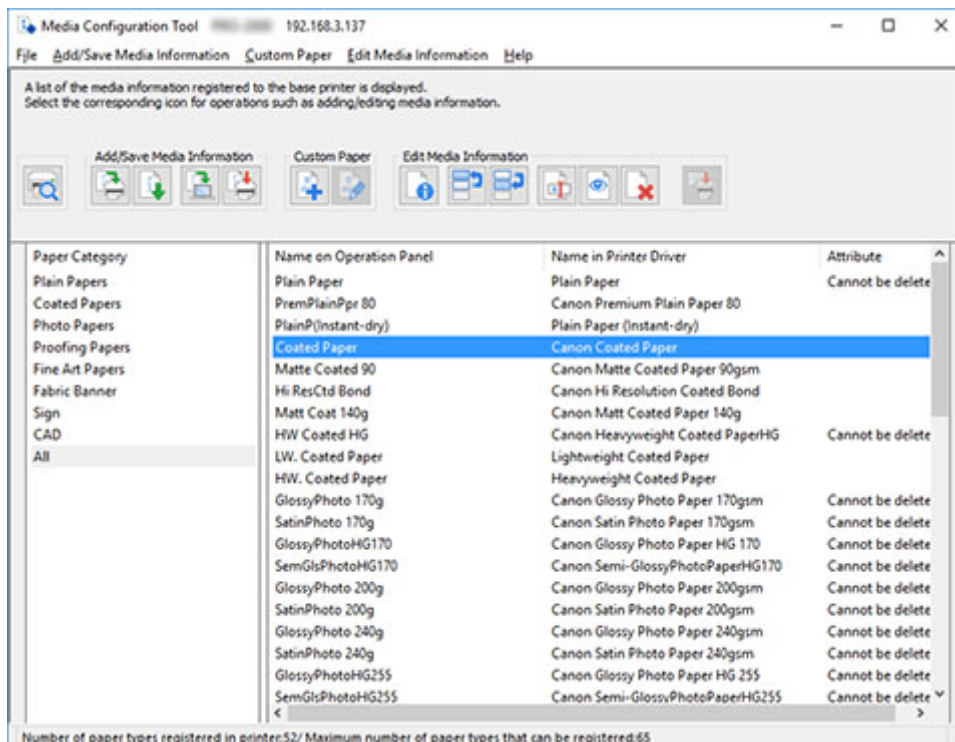 Media Configuration Tool 192.168.3.137
File Add/Save Media Information Custom Paper Edit Media Information Help
A list of the media information registered to the base printer is displayed.
Select the corresponding icon for operations such as adding/editing media information.
Add/Save Media Information Custom Paper Edit Media Information
Paper Category
Plain Papers
Coated Papers
Photo Papers
Proofing Papers
Fine Art Papers
Fabric Banner
Sign
CAD
All
Name on Operation Panel Name in Printer Driver Attribute
Plain Paper Plain Paper Cannot be delete
PremPlainPpr 80 Canon Premium Plain Paper 80
PlainP(Instant-dry) Plain Paper (Instant-dry)
Coated Paper Canon Coated Paper
Matte Coated 90 Canon Matte Coated Paper 90gsm
Hi ResCtd Bond Canon Hi Resolution Coated Bond
Matt Coat 140g Canon Matt Coated Paper 140g
HW Coated HG Canon Heavyweight Coated PaperHG Cannot be delete
LW. Coated Paper Lightweight Coated Paper
HW. Coated Paper Heavyweight Coated Paper
GlossyPhoto 170g Canon Glossy Photo Paper 170gsm Cannot be delete
SatinPhoto 170g Canon Satin Photo Paper 170gsm Cannot be delete
GlossyPhotoHG170 Canon Glossy Photo Paper HG 170 Cannot be delete
SemGlsPhotoHG170 Canon Semi-GlossyPhotoPaperHG170 Cannot be delete
GlossyPhoto 200g Canon Glossy Photo Paper 200gsm Cannot be delete
SatinPhoto 200g Canon Satin Photo Paper 200gsm Cannot be delete
GlossyPhoto 240g Canon Glossy Photo Paper 240gsm Cannot be delete
SatinPhoto 240g Canon Satin Photo Paper 240gsm Cannot be delete
GlossyPhotoHG255 Canon Glossy Photo Paper HG 255 Cannot be delete
SemGlsPhotoHG255 Canon Semi-GlossyPhotoPaperHG255 Cannot be delete
Number of paper types registered in printer:52/ Maximum number of paper types that can be registered:65